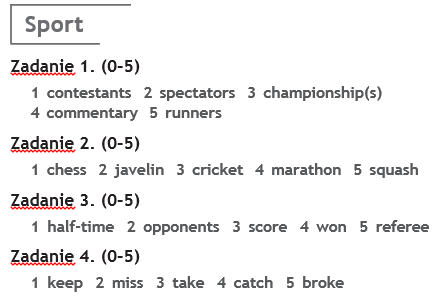 Sport
Zadanie 1. (0-5)
1 contestants 2 spectators 3 championship(s)
4 commentary 5 runners
Zadanie 2. (0-5)
1 chess 2 javelin 3 cricket 4 marathon 5 squash
Zadanie 3. (0-5)
1 half-time 2 opponents 3 score 4 won 5 referee
Zadanie 4. (0-5)
1 keep 2 miss 3 take 4 catch 5 broke